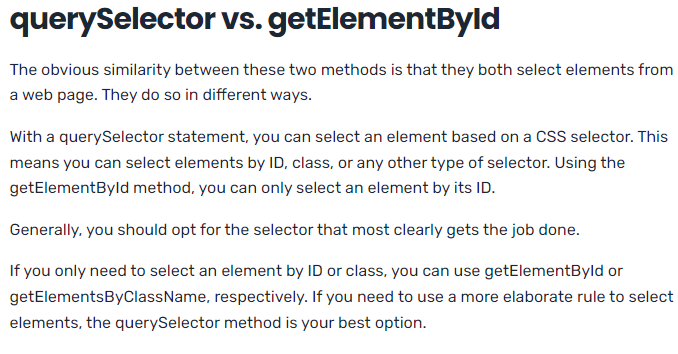 querySelector vs. getElementById
The obvious similarity between these two methods is that they both select elements from
a web page. They do so in different ways.
With a querySelector statement, you can select an element based on a CSS selector. This
means you can select elements by ID, class, or any other type of selector. Using the
getElementById method, you can only select an element by its ID.
Generally, you should opt for the selector that most clearly gets the job done.
If you only need to select an element by ID or class, you can use getElementById or
getElementsByClassName, respectively. If you need to use a more elaborate rule to select
elements, the querySelector method is your best option.